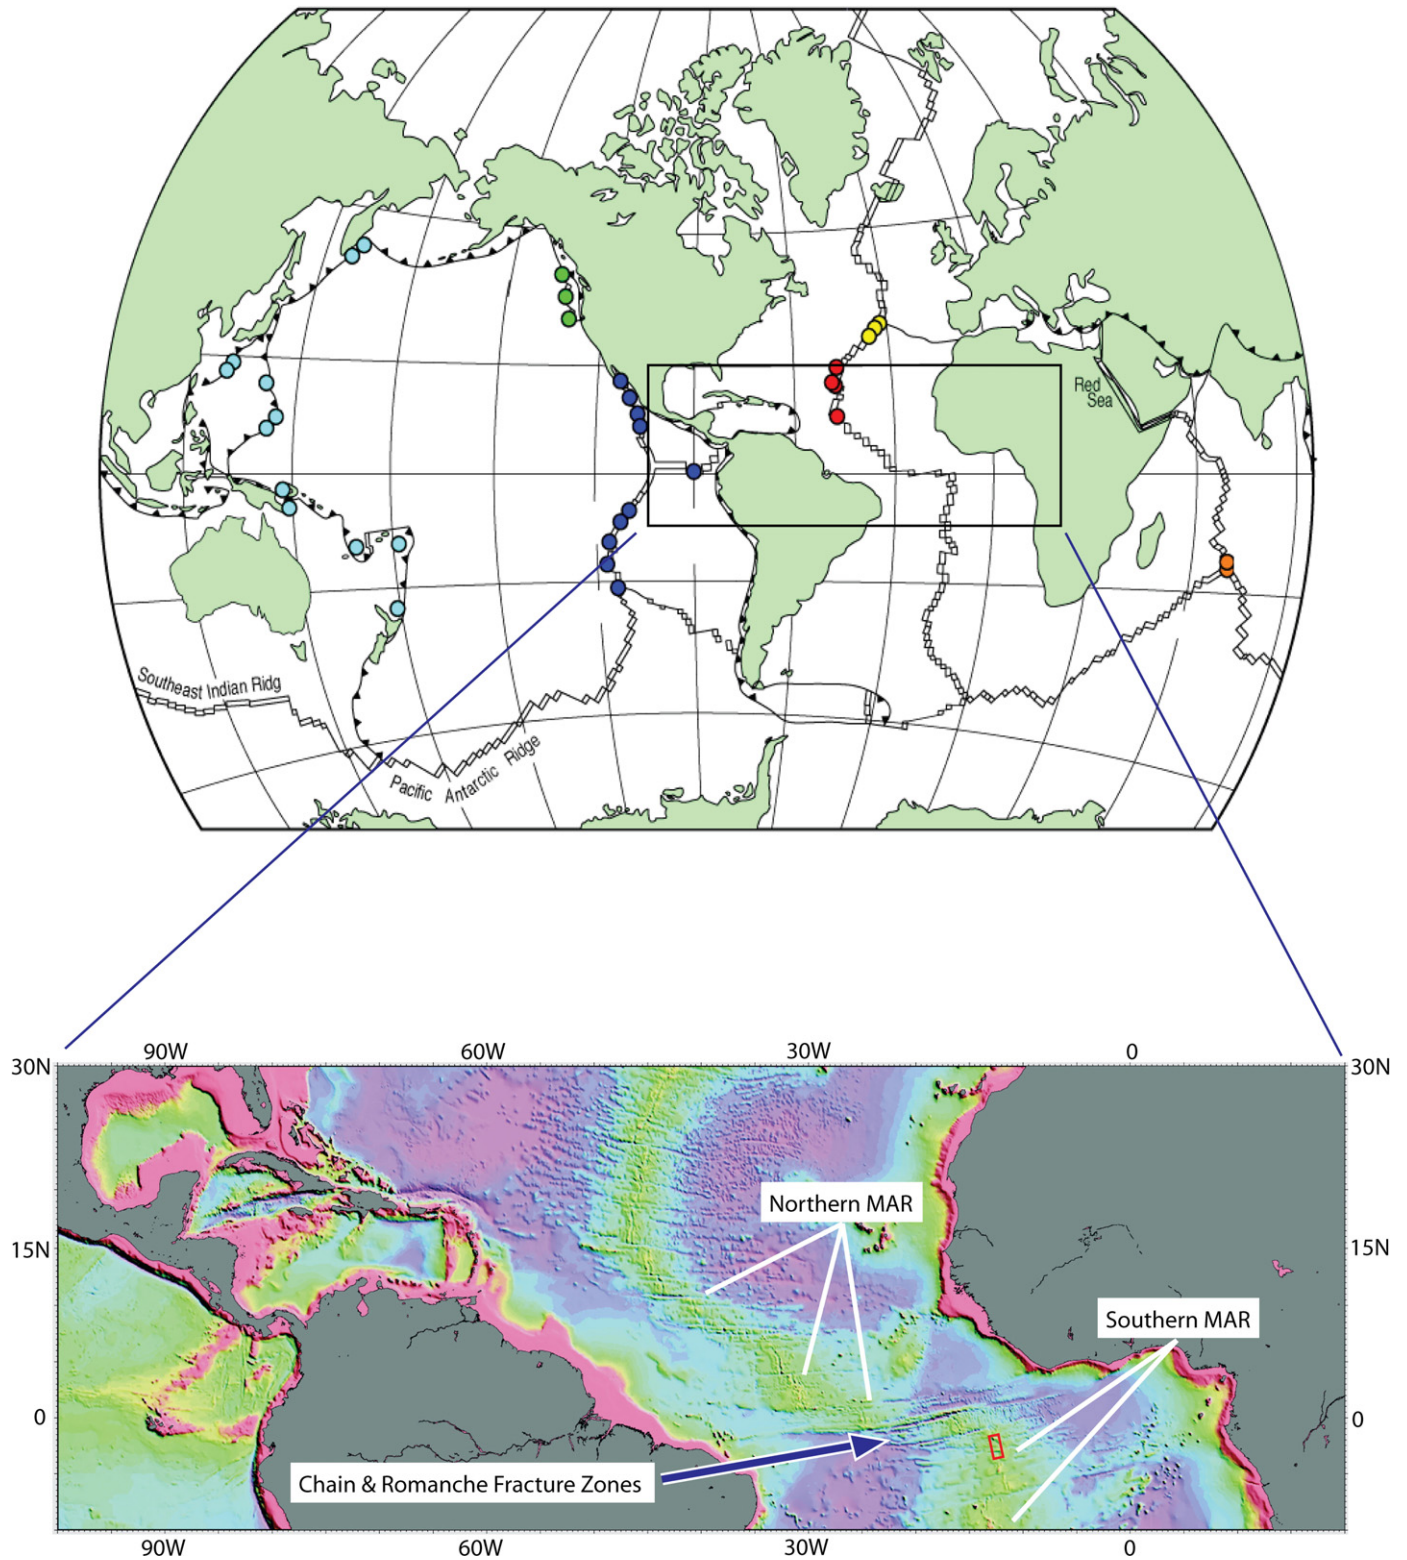 Red
Sea
Southeast Indian Ridg
Pacific Antarctic Ridge
90W 60W 30W 0
30N 30N
Northern MAR
15N 15N
Southern MAR
0 0
Chain & Romanche Fracture Zones
90W 60W 30W 0